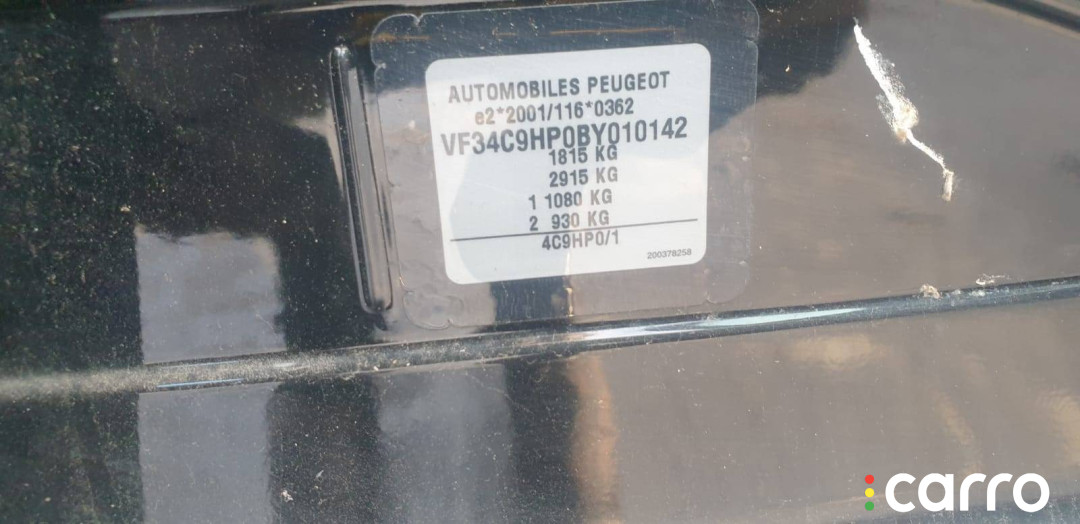 AUTOMOBILES PEUGEOT
e2*2001/116*0362
VF34C9HP0BY010142
1815 KG
2915 KG
1 1080 KG
2 930 KG
4C9HP0/1
200378258
carro